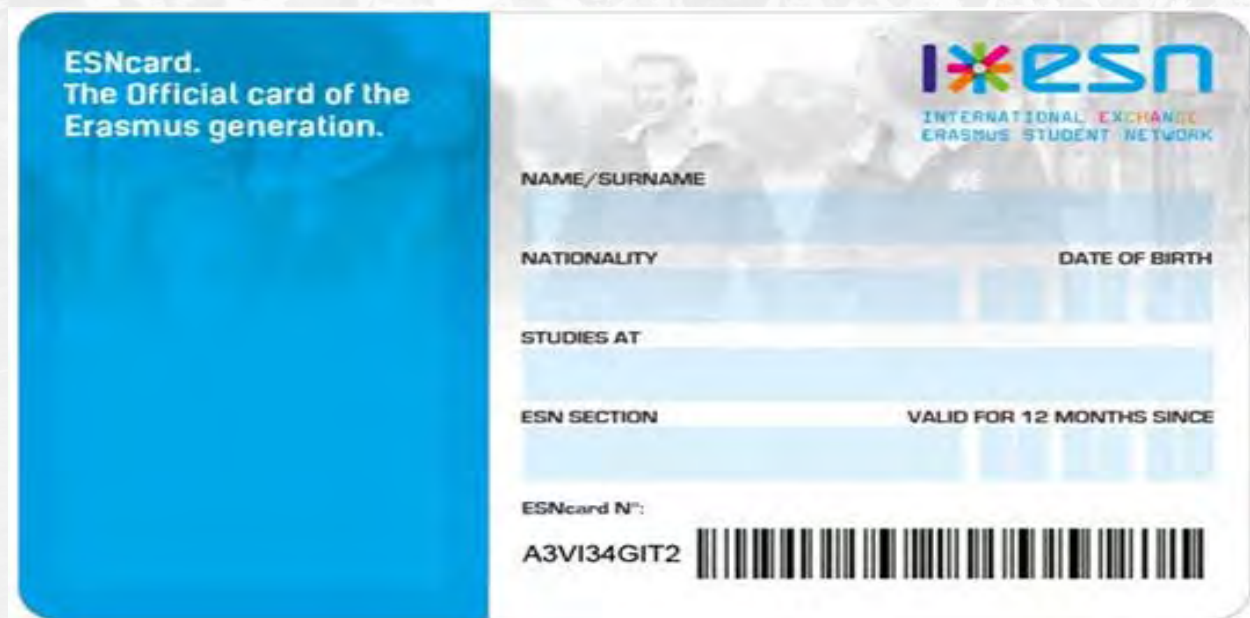 ESNcard.
The Official card of the
Erasmus generation.
esn
INTERNATIONAL EXCHANGE
ERASMUS STUDENT NETWORK
NAME/SURNAME
NATIONALITY DATE OF BIRTH
STUDIES AT
ESN SECTION VALID FOR 12 MONTHS SINCE
ESNcard N°:
A3VI34GIT2